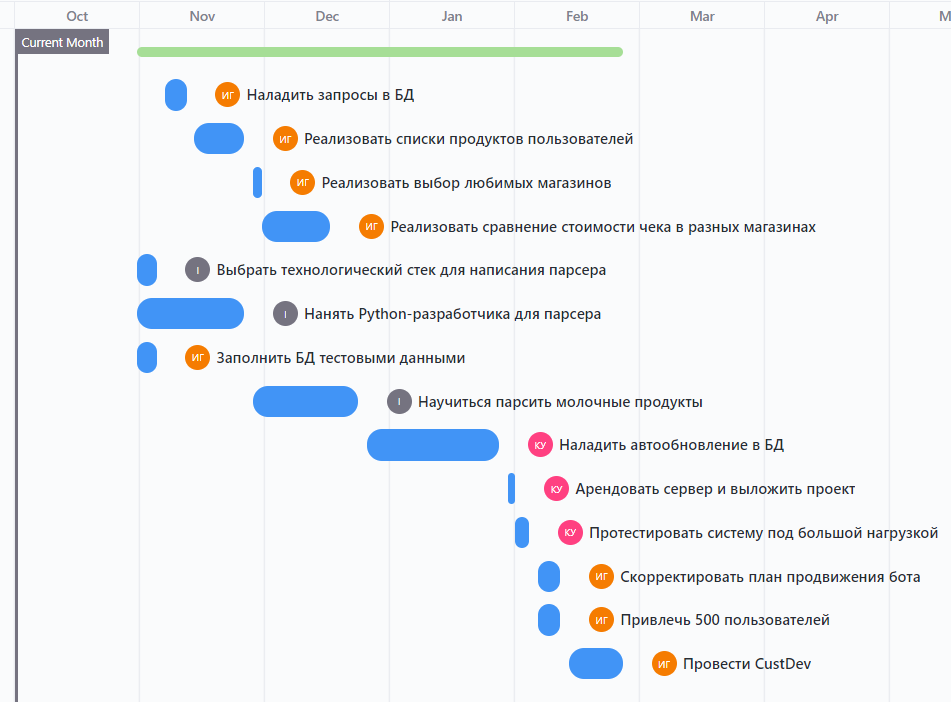 Oct Nov Dec Jan Feb Mar Apr M
Current Month
ИГ Наладить запросы в БД
ИГ Реализовать списки продуктов пользователей
ИГ Реализовать выбор любимых магазинов
ИГ Реализовать сравнение стоимости чека в разных магазинах
I Выбрать технологический стек для написания парсера
I Нанять Python-разработчика для парсера
ИГ Заполнить БД тестовыми данными
I Научиться парсить молочные продукты
КУ Наладить автообновление в БД
КУ Арендовать сервер и выложить проект
КУ Протестировать систему под большой нагрузкой
ИГ Скорректировать план продвижения бота
ИГ Привлечь 500 пользователей
ИГ Провести CustDev